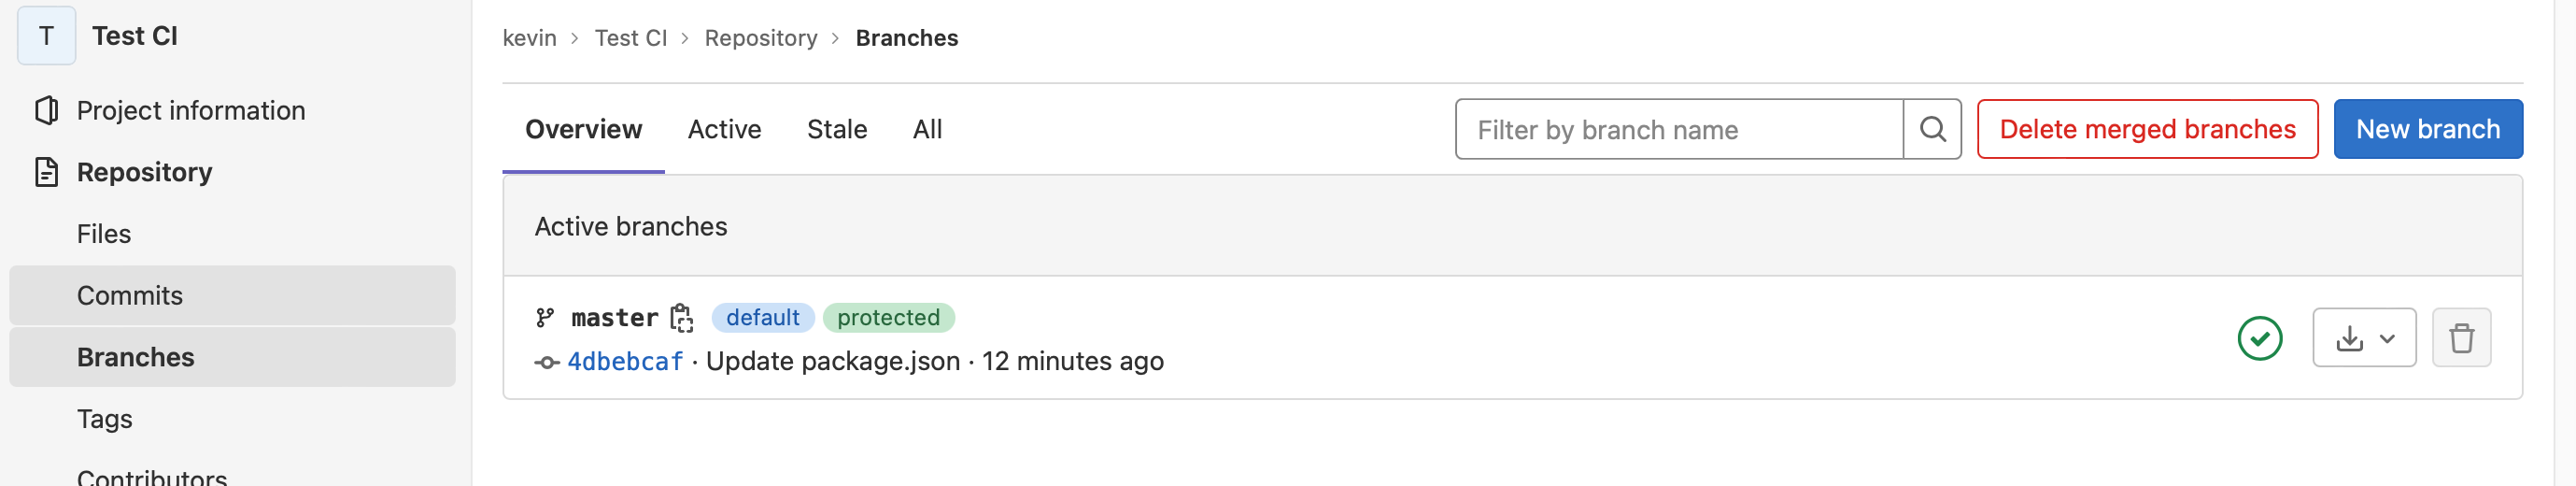 T Test CI
Project information
Repository
Files
Commits
Branches
Tags
Contributors
kevin > Test CI > Repository > Branches
Overview Active Stale All Filter by branch name Delete merged branches New branch
Active branches
master default protected
4dbebcaf · Update package.json · 12 minutes ago